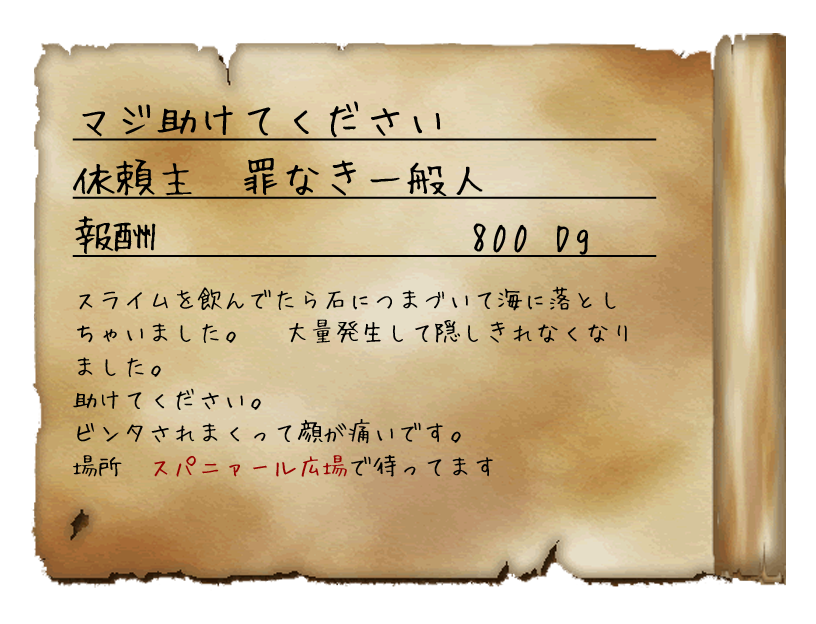 マジ助けてください
依頼主　罪なき一般人
報酬　800 Dg
スライムを飲んでたら石につまづいて海に落とし
ちゃいました。　大量発生して隠しきれなくなり
ました。
助けてください。
ビンタされまくって顔が痛いです。
場所　スパニァール広場で待ってます